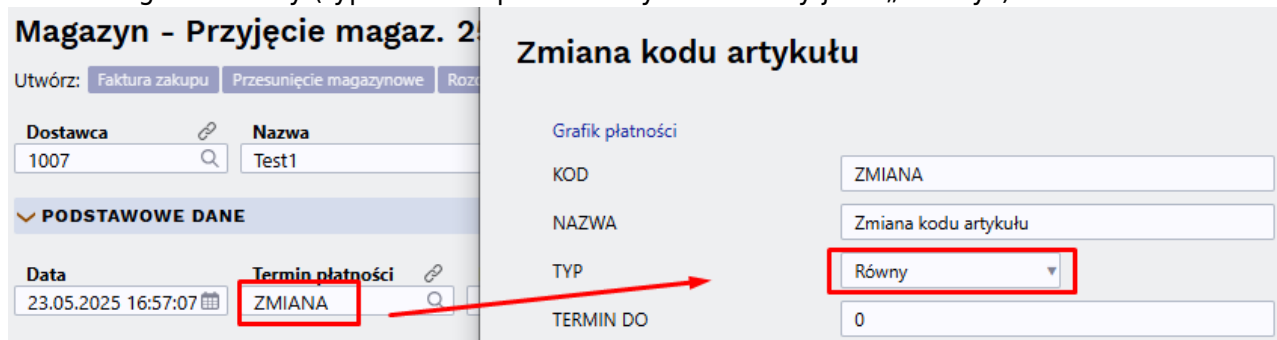 Magazyn - Przyjęcie magaz.
Utwórz: Faktura zakupu Przesunięcie magazynowe
Dostawca Nazwa
1007 Test1
PODSTAWOWE DANE
Data Termin płatności
23.05.2025 16:57:07 ZMIANA
Zmiana kodu artykułu
Grafik płatności
KOD ZMIANA
NAZWA Zmiana kodu artykułu
TYP Równy
TERMIN DO 0